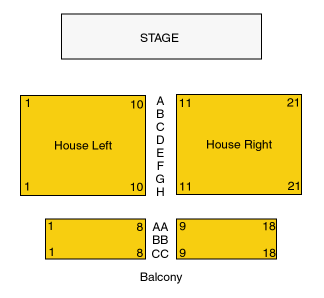 STAGE
1 10 A 11 21
B
C
House Left D House Right
E
F
G
1 10 H 11 21
1 8 AA 9 18
BB
1 8 CC 9 18
Balcony